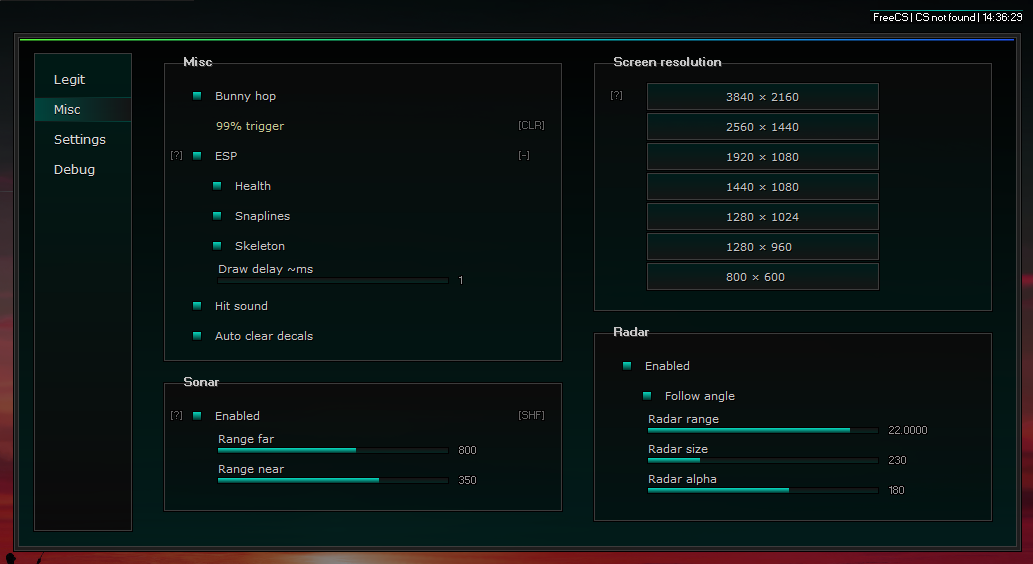 FreeCS | CS not found | 14:36:29
Legit
Misc
Settings
Debug
Misc
Bunny hop
99% trigger [CLR]
[?] ESP [-]
Health
Snaplines
Skeleton
Draw delay ~ms
1
Hit sound
Auto clear decals
Sonar
[?] Enabled [SHF]
Range far
800
Range near
350
Screen resolution
[?] 3840 × 2160
2560 × 1440
1920 × 1080
1440 × 1080
1280 × 1024
1280 × 960
800 × 600
Radar
Enabled
Follow angle
Radar range
22.0000
Radar size
230
Radar alpha
180